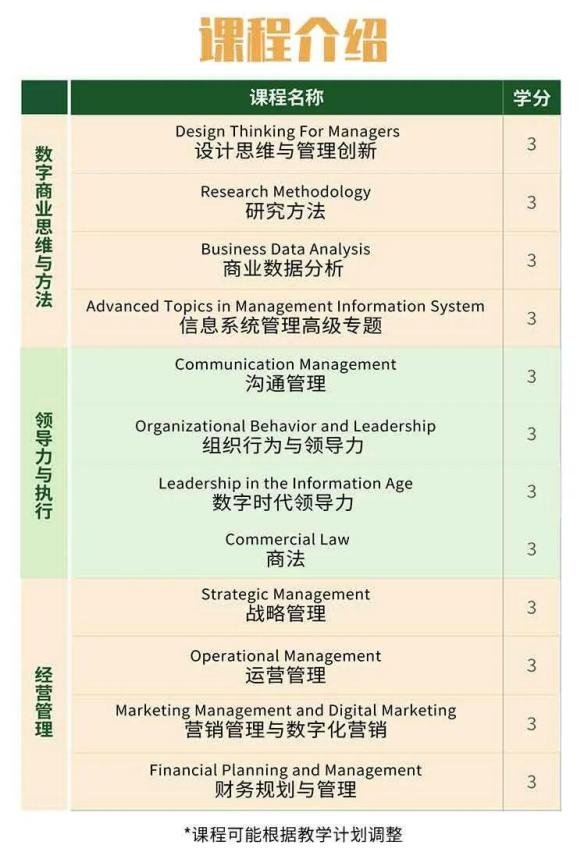 课程介绍
课程名称 学分
数字商业思维与方法
Design Thinking For Managers
设计思维与管理创新
3
Research Methodology
研究方法
3
Business Data Analysis
商业数据分析
3
Advanced Topics in Management Information System
信息系统管理高级专题
3
领导力与执行
Communication Management
沟通管理
3
Organizational Behavior and Leadership
组织行为与领导力
3
Leadership in the Information Age
数字时代领导力
3
Commercial Law
商法
3
经营管理
Strategic Management
战略管理
3
Operational Management
运营管理
3
Marketing Management and Digital Marketing
营销管理与数字化营销
3
Financial Planning and Management
财务规划与管理
3
*课程可能根据教学计划调整